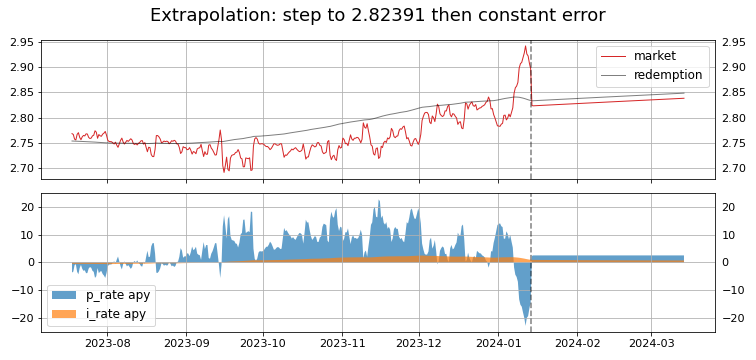 Extrapolation: step to 2.82391 then constant error
2.95 2.95
2.90 2.90
2.85 2.85
2.80 2.80
2.75 2.75
2.70 2.70
market
redemption
20 20
10 10
0 0
−10 −10
−20 −20
p_rate apy
i_rate apy
2023-08 2023-09 2023-10 2023-11 2023-12 2024-01 2024-02 2024-03